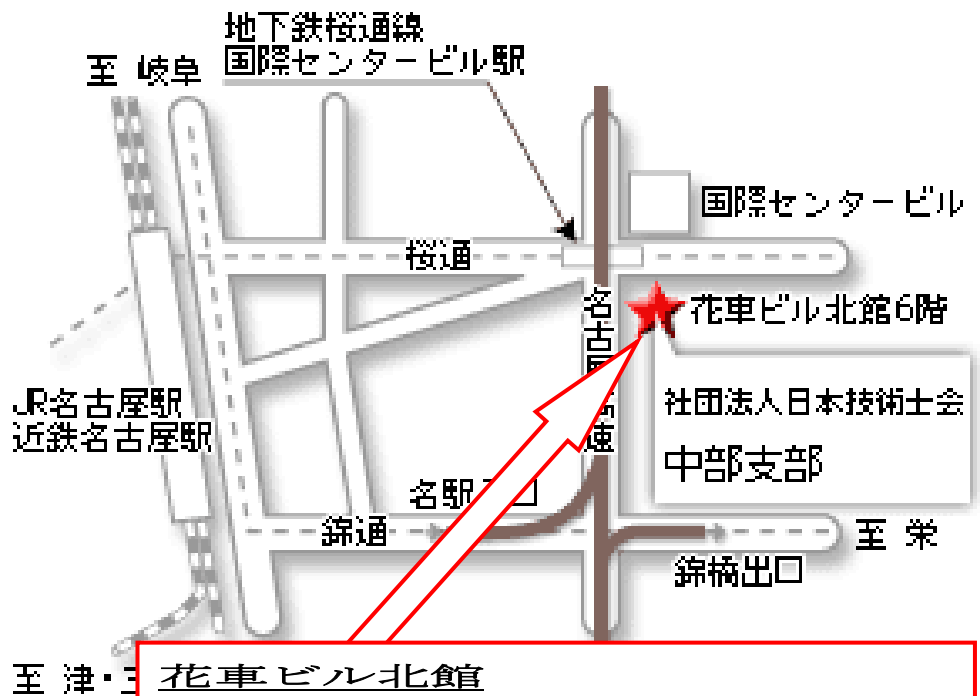 地下鉄桜通線
国際センタービル駅
至 岐阜
国際センタービル
桜通
花車ビル北館6階
名古屋
速
JR名古屋駅
近鉄名古屋駅
社団法人日本技術士会
中部支部
名駅
口
錦通
至 栄
錦橋出口
至 津・
花車ビル北館